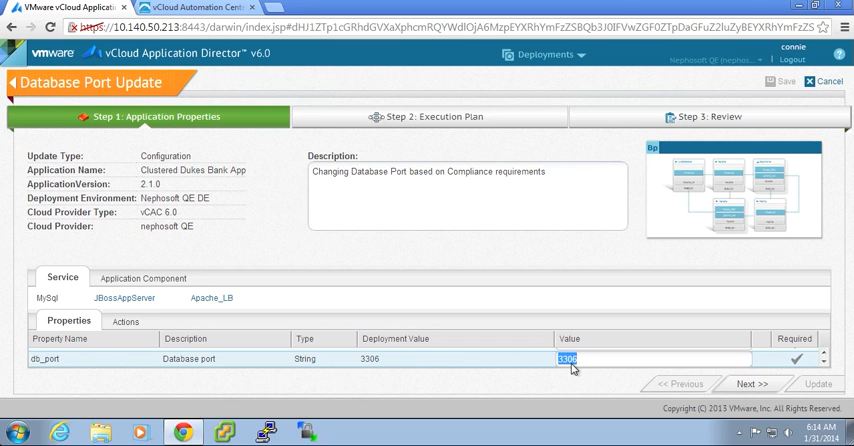 VMware vCloud Applicatio
vCloud Automation Center
https://10.140.50.213:8443/darwin/index.jsp#
vmware vCloud Application Director™ v6.0
Deployments
connie
Nephosoft QE (nephos...
Logout
Database Port Update
Save
Cancel
Step 1: Application Properties
Step 2: Execution Plan
Step 3: Review
Update Type: Configuration
Application Name: Clustered Dukes Bank App
ApplicationVersion: 2.1.0
Deployment Environment: Nephosoft QE DE
Cloud Provider Type: vCAC 6.0
Cloud Provider: nephosoft QE
Description:
Changing Database Port based on Compliance requirements
Bp
Service Application Component
MySql JBossAppServer Apache_LB
Properties Actions
Property Name Description Type Deployment Value Value Required
db_port Database port String 3306 3306
<< Previous Next >> Update
Copyright (C) 2013 VMware, Inc. All Rights Reserved.
6:14 AM
1/31/2014